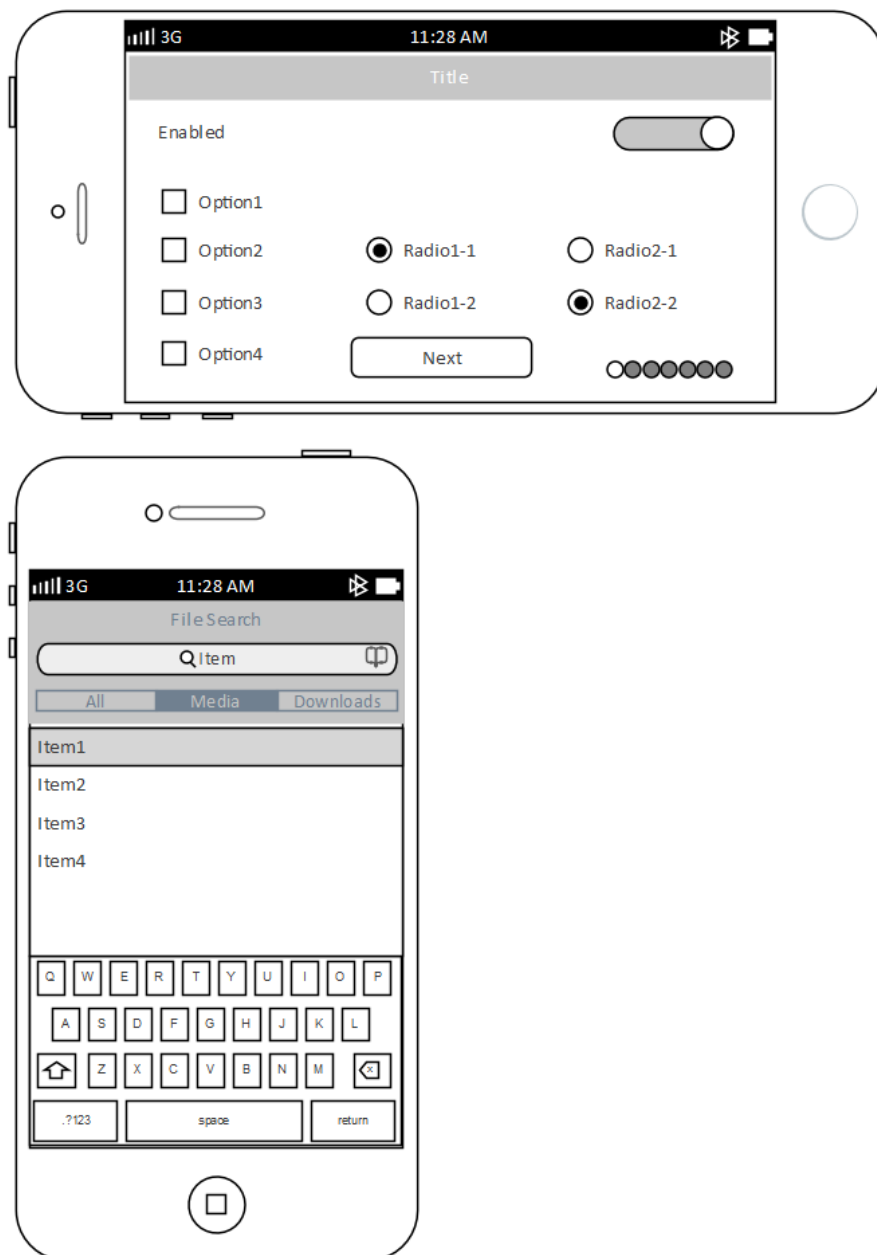 3G 11:28 AM
Title
Enabled
Option1
Option2 Radio1-1 Radio2-1
Option3 Radio1-2 Radio2-2
Option4 Next
3G 11:28 AM
File Search
Item
All Media Downloads
Item1
Item2
Item3
Item4
Q W E R T Y U I O P
A S D F G H J K L
Z X C V B N M x
.?123 space return